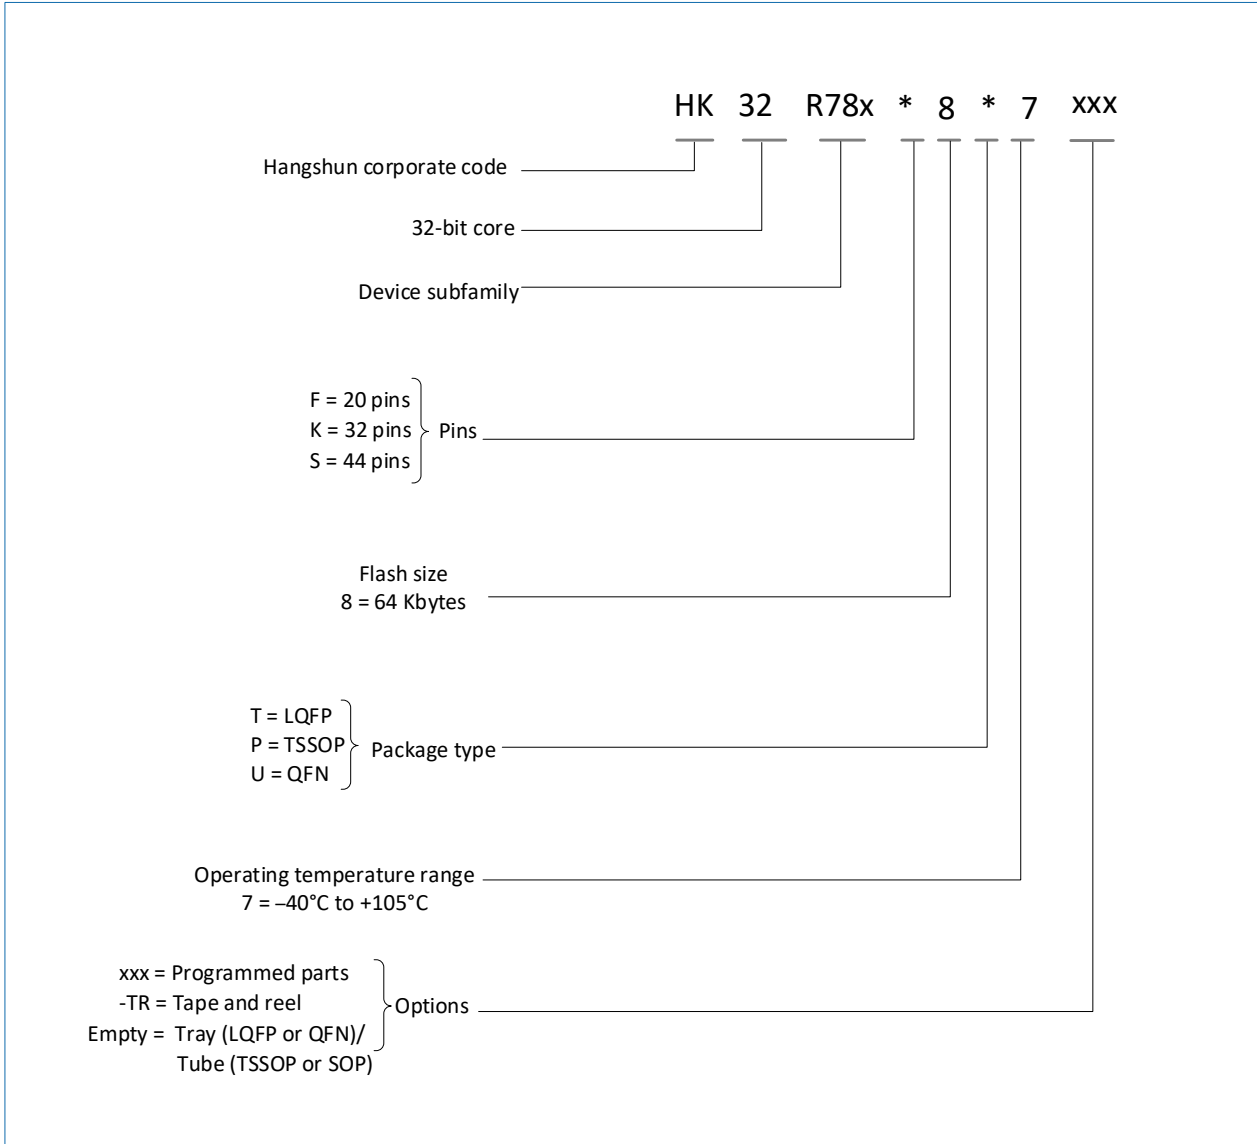 HK 32 R78x * 8 * 7 xxx
Hangshun corporate code
32-bit core
Device subfamily
F = 20 pins
K = 32 pins
Pins
S = 44 pins
Flash size
8 = 64 Kbytes
T = LQFP
P = TSSOP
Package type
U = QFN
Operating temperature range
7 = –40°C to +105°C
xxx = Programmed parts
-TR = Tape and reel
Options
Empty = Tray (LQFP or QFN)/
Tube (TSSOP or SOP)